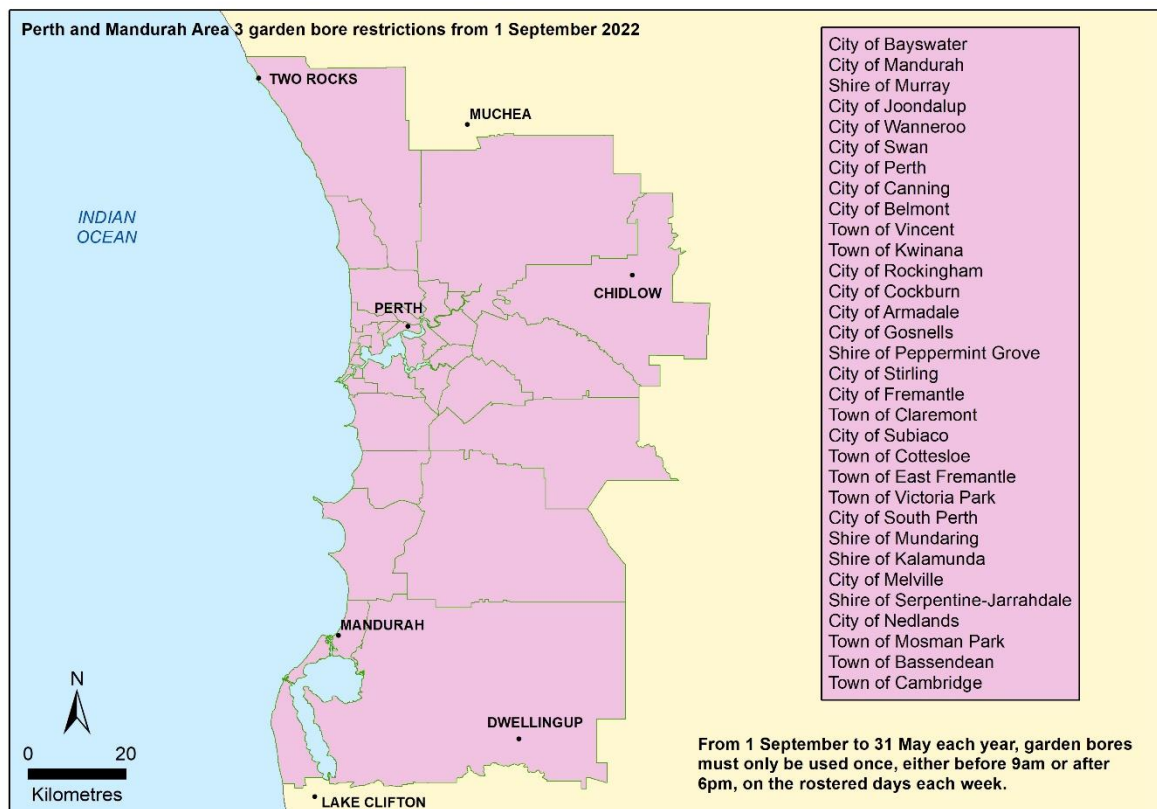 Perth and Mandurah Area 3 garden bore restrictions from 1 September 2022
TWO ROCKS
MUCHEA
INDIAN
OCEAN
CHIDLOW
PERTH
MANDURAH
DWELLINGUP
LAKE CLIFTON
N
0 20
Kilometres
City of Bayswater
City of Mandurah
Shire of Murray
City of Joondalup
City of Wanneroo
City of Swan
City of Perth
City of Canning
City of Belmont
Town of Vincent
Town of Kwinana
City of Rockingham
City of Cockburn
City of Armadale
City of Gosnells
Shire of Peppermint Grove
City of Stirling
City of Fremantle
Town of Claremont
City of Subiaco
Town of Cottesloe
Town of East Fremantle
Town of Victoria Park
City of South Perth
Shire of Mundaring
Shire of Kalamunda
City of Melville
Shire of Serpentine-Jarrahdale
City of Nedlands
Town of Mosman Park
Town of Bassendean
Town of Cambridge
From 1 September to 31 May each year, garden bores
must only be used once, either before 9am or after
6pm, on the rostered days each week.